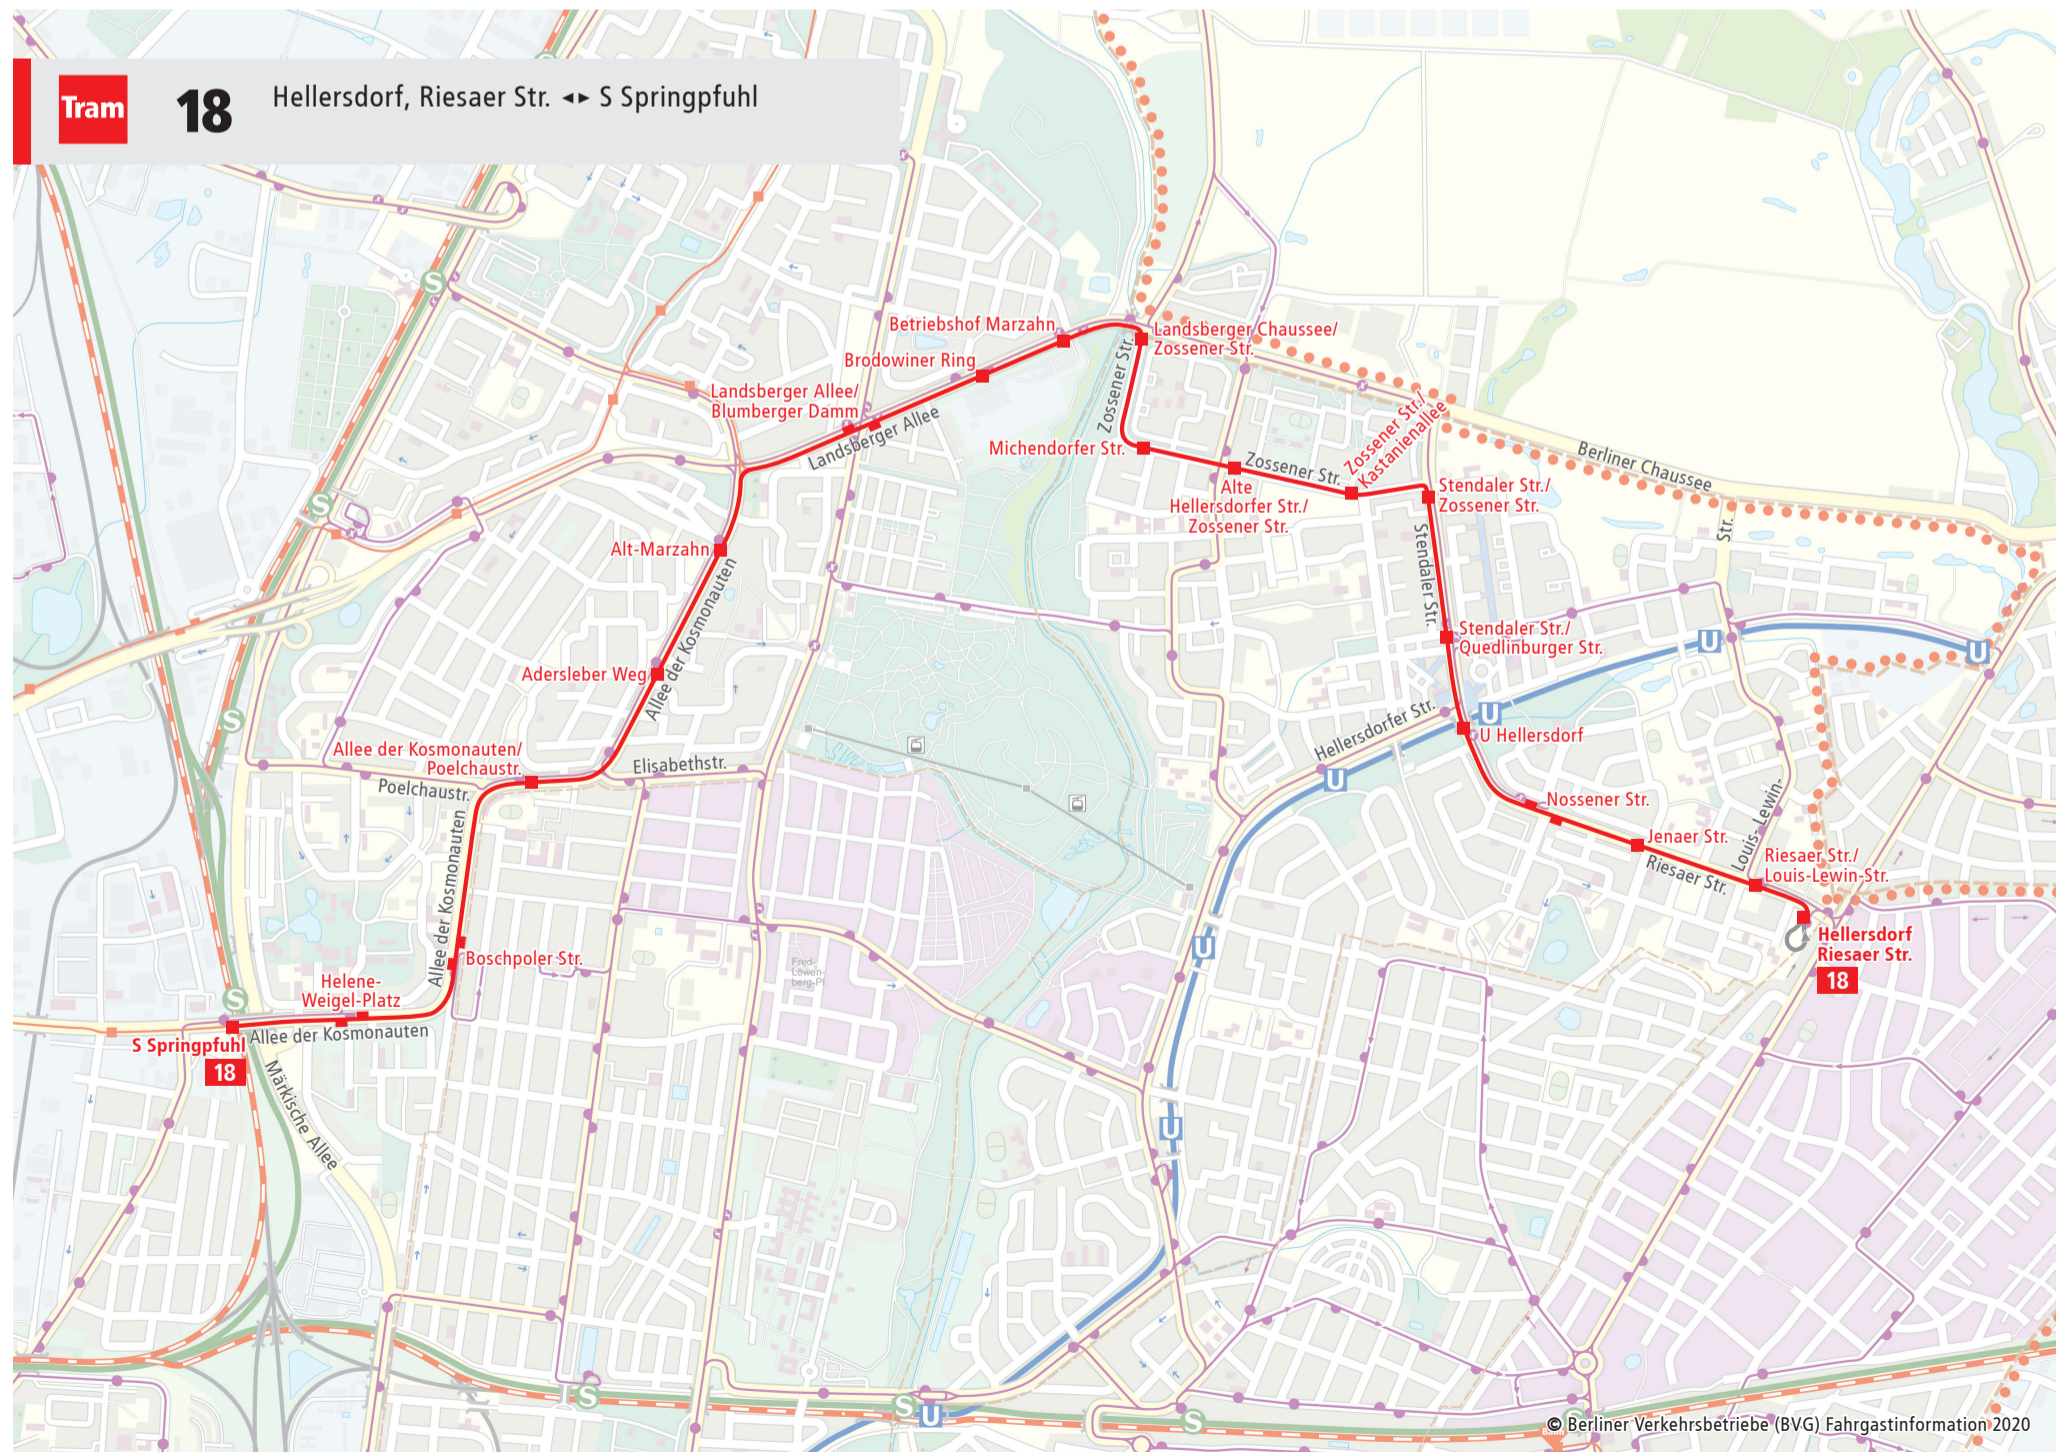 Tram
18
Hellersdorf, Riesaer Str. ◂▸ S Springpfuhl
S
S
S
S
S
S
S
S
S
U
U
U
U
U
U
U
Betriebshof Marzahn
Brodowiner Ring
Landsberger Allee/
Blumberger Damm
Landsberger Allee
Landsberger Chaussee/
Zossener Str.
Zossener Str.
Michendorfer Str.
Alte
Hellersdorfer Str./
Zossener Str.
Zossener Str.
Zossener Str./
Kastanienallee
Stendaler Str./
Zossener Str.
Berliner Chaussee
Str.
Stendaler Str.
Alt-Marzahn
Allee der Kosmonauten
Adersleber Weg
Stendaler Str./
Quedlinburger Str.
Hellersdorfer Str.
U Hellersdorf
Allee der Kosmonauten/
Poelchaustr.
Elisabethstr.
Poelchaustr.
Nossener Str.
Jenaer Str.
Louis-Lewin-
Riesaer Str./
Louis-Lewin-Str.
Riesaer Str.
Allee der Kosmonauten
Hellersdorf
Riesaer Str.
18
Boschpoler Str.
Fred-
Löwen-
berg-Pl.
Helene-
Weigel-Platz
Allee der Kosmonauten
S Springpfuhl
18
Märkische Allee
© Berliner Verkehrsbetriebe (BVG) Fahrgastinformation 2020